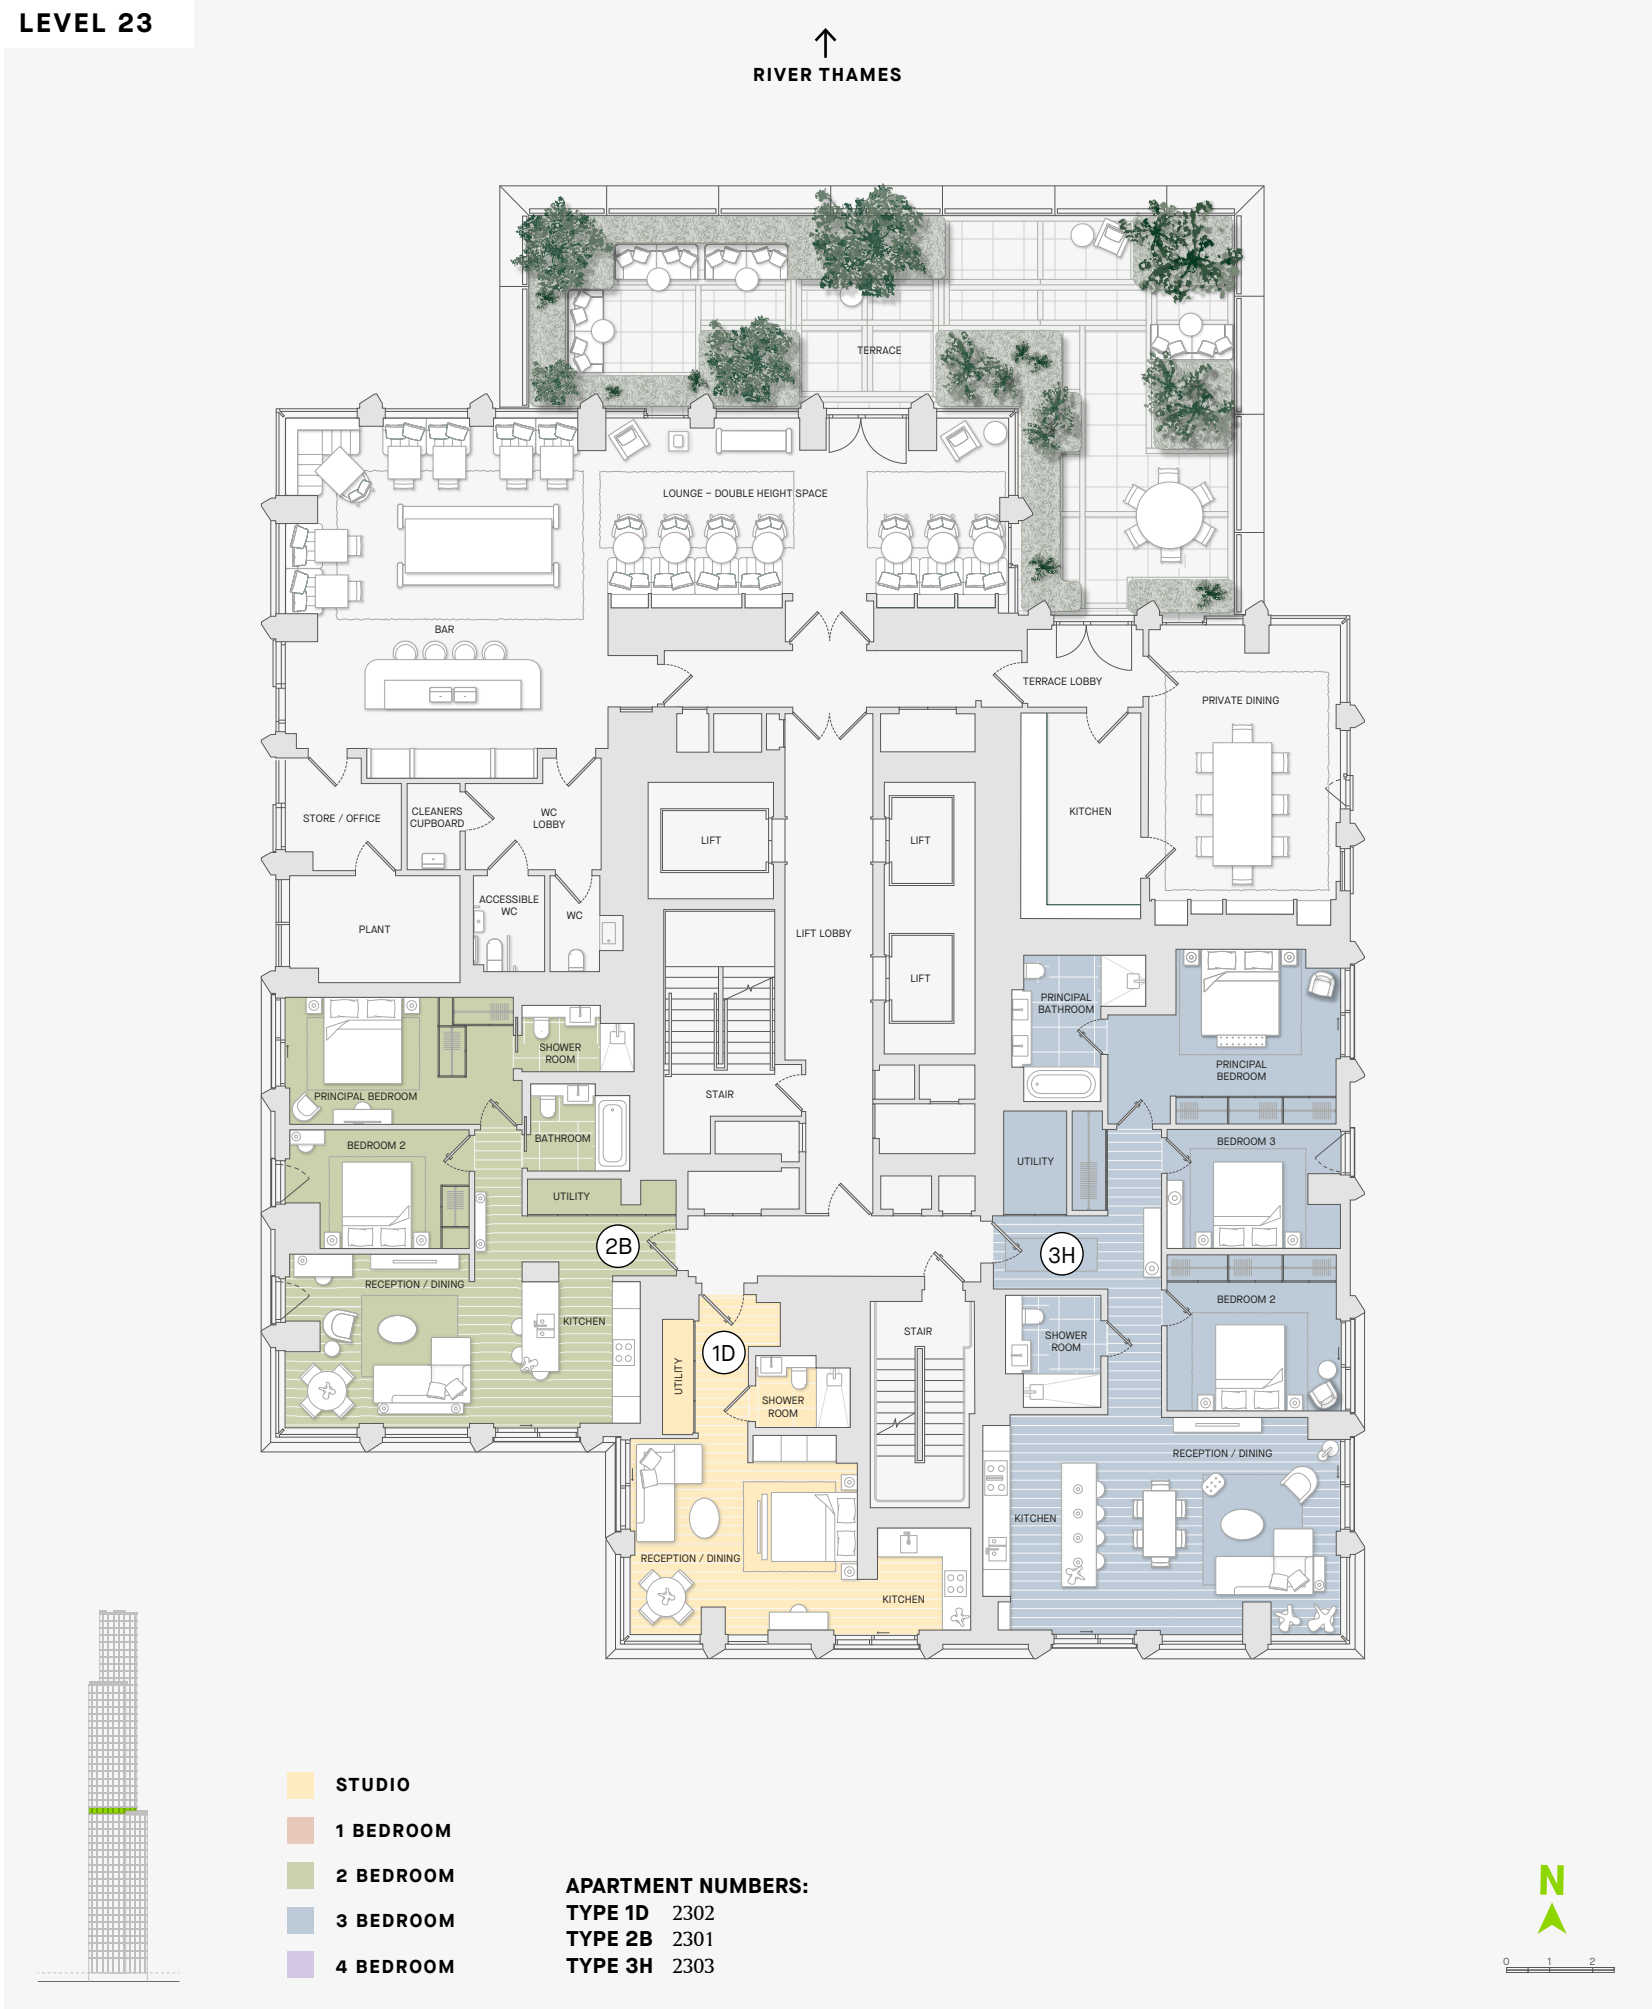 LEVEL 23
RIVER THAMES
TERRACE
LOUNGE – DOUBLE HEIGHT SPACE
BAR
TERRACE LOBBY
PRIVATE DINING
STORE / OFFICE
CLEANERS
CUPBOARD
WC
LOBBY
LIFT
LIFT
KITCHEN
ACCESSIBLE
WC
WC
PLANT
LIFT LOBBY
LIFT
PRINCIPAL
BATHROOM
SHOWER
ROOM
PRINCIPAL
BEDROOM
PRINCIPAL BEDROOM
STAIR
BATHROOM
BEDROOM 2
BEDROOM 3
UTILITY
UTILITY
2B
3H
RECEPTION / DINING
KITCHEN
BEDROOM 2
STAIR
SHOWER
ROOM
1D
UTILITY
SHOWER
ROOM
RECEPTION / DINING
KITCHEN
RECEPTION / DINING
KITCHEN
STUDIO
1 BEDROOM
2 BEDROOM
3 BEDROOM
4 BEDROOM
APARTMENT NUMBERS:
TYPE 1D 2302
TYPE 2B 2301
TYPE 3H 2303
N
0 1 2